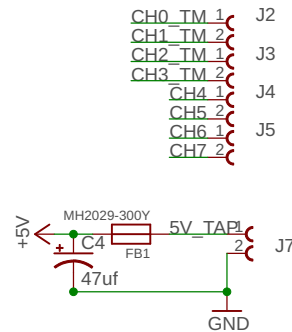 CH0_TM 1 J2
CH1_TM 2
CH2_TM 1 J3
CH3_TM 2
CH4 1 J4
CH5 2
CH6 1 J5
CH7 2
MH2029-300Y
+5V
5V_TAP 1
+ C4 FB1 2 J7
47uf
GND